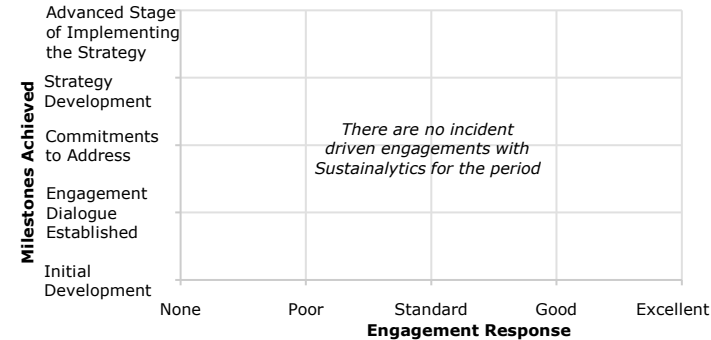 Advanced Stage
of Implementing
the Strategy
Strategy
Development
Commitments
to Address
Engagement
Dialogue
Established
Initial
Development
Milestones Achieved
There are no incident
driven engagements with
Sustainalytics for the period
None
Poor
Standard
Good
Excellent
Engagement Response